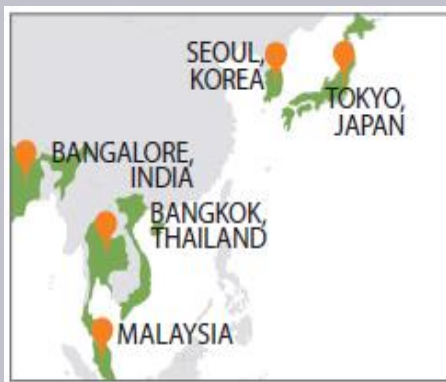 SEOUL,
KOREA
TOKYO,
JAPAN
BANGALORE,
INDIA
BANGKOK,
THAILAND
MALAYSIA